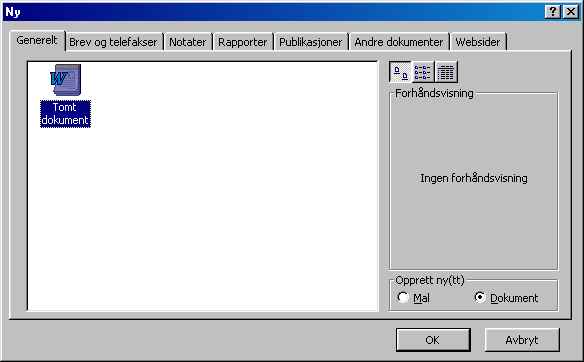 Ny
Generelt Brev og telefakser Notater Rapporter Publikasjoner Andre dokumenter Websider
Tomt
dokument
Forhåndsvisning
Ingen forhåndsvisning
Opprett ny(tt)
Mal Dokument
OK Avbryt